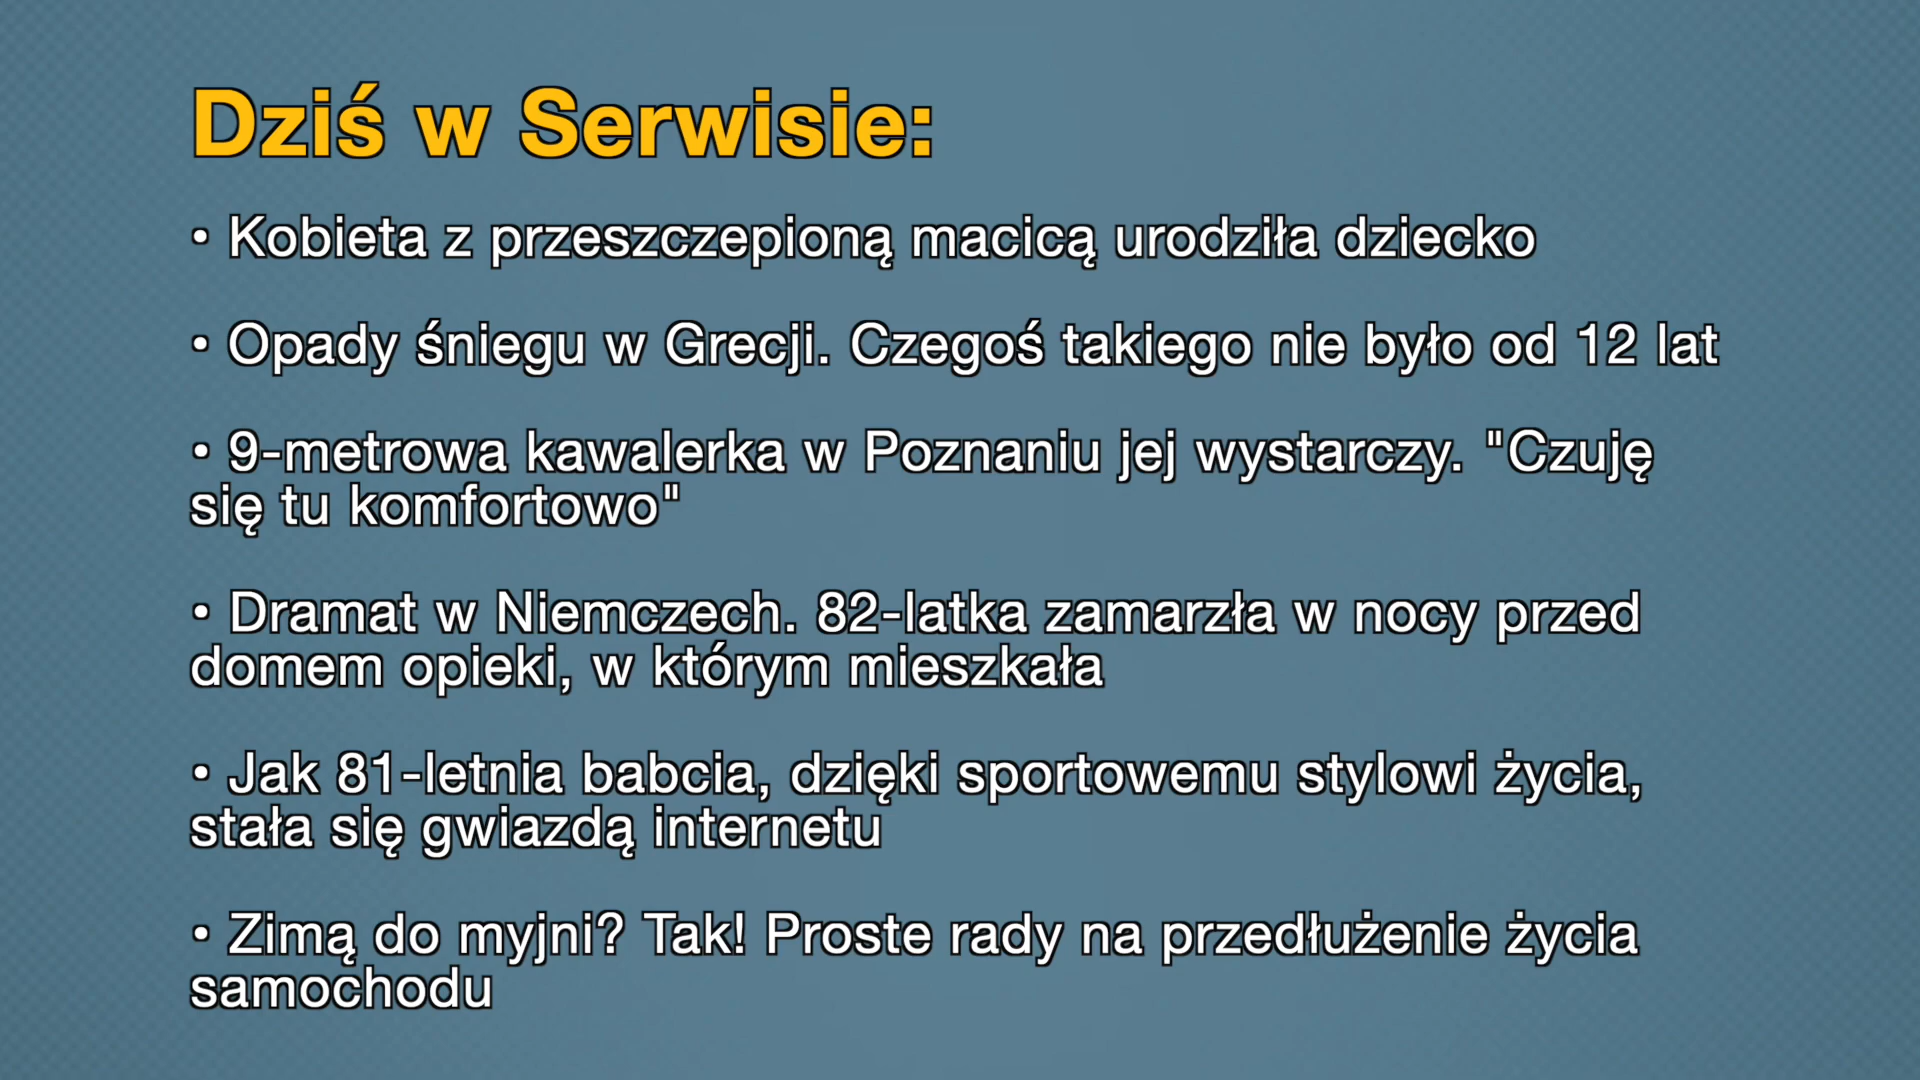 Dziś w Serwisie:
• Kobieta z przeszczepioną macicą urodziła dziecko
• Opady śniegu w Grecji. Czegoś takiego nie było od 12 lat
• 9-metrowa kawalerka w Poznaniu jej wystarczy. "Czuję
się tu komfortowo"
• Dramat w Niemczech. 82-latka zamarzła w nocy przed
domem opieki, w którym mieszkała
• Jak 81-letnia babcia, dzięki sportowemu stylowi życia,
stała się gwiazdą internetu
• Zimą do myjni? Tak! Proste rady na przedłużenie życia
samochodu